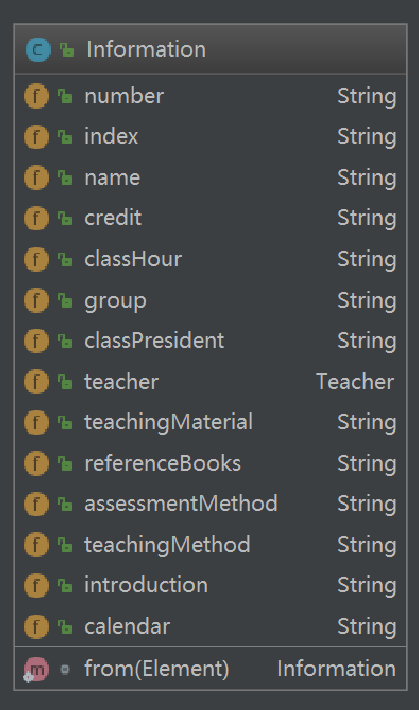 C Information
f number String
f index String
f name String
f credit String
f classHour String
f group String
f classPresident String
f teacher Teacher
f teachingMaterial String
f referenceBooks String
f assessmentMethod String
f teachingMethod String
f introduction String
f calendar String
m from(Element) Information